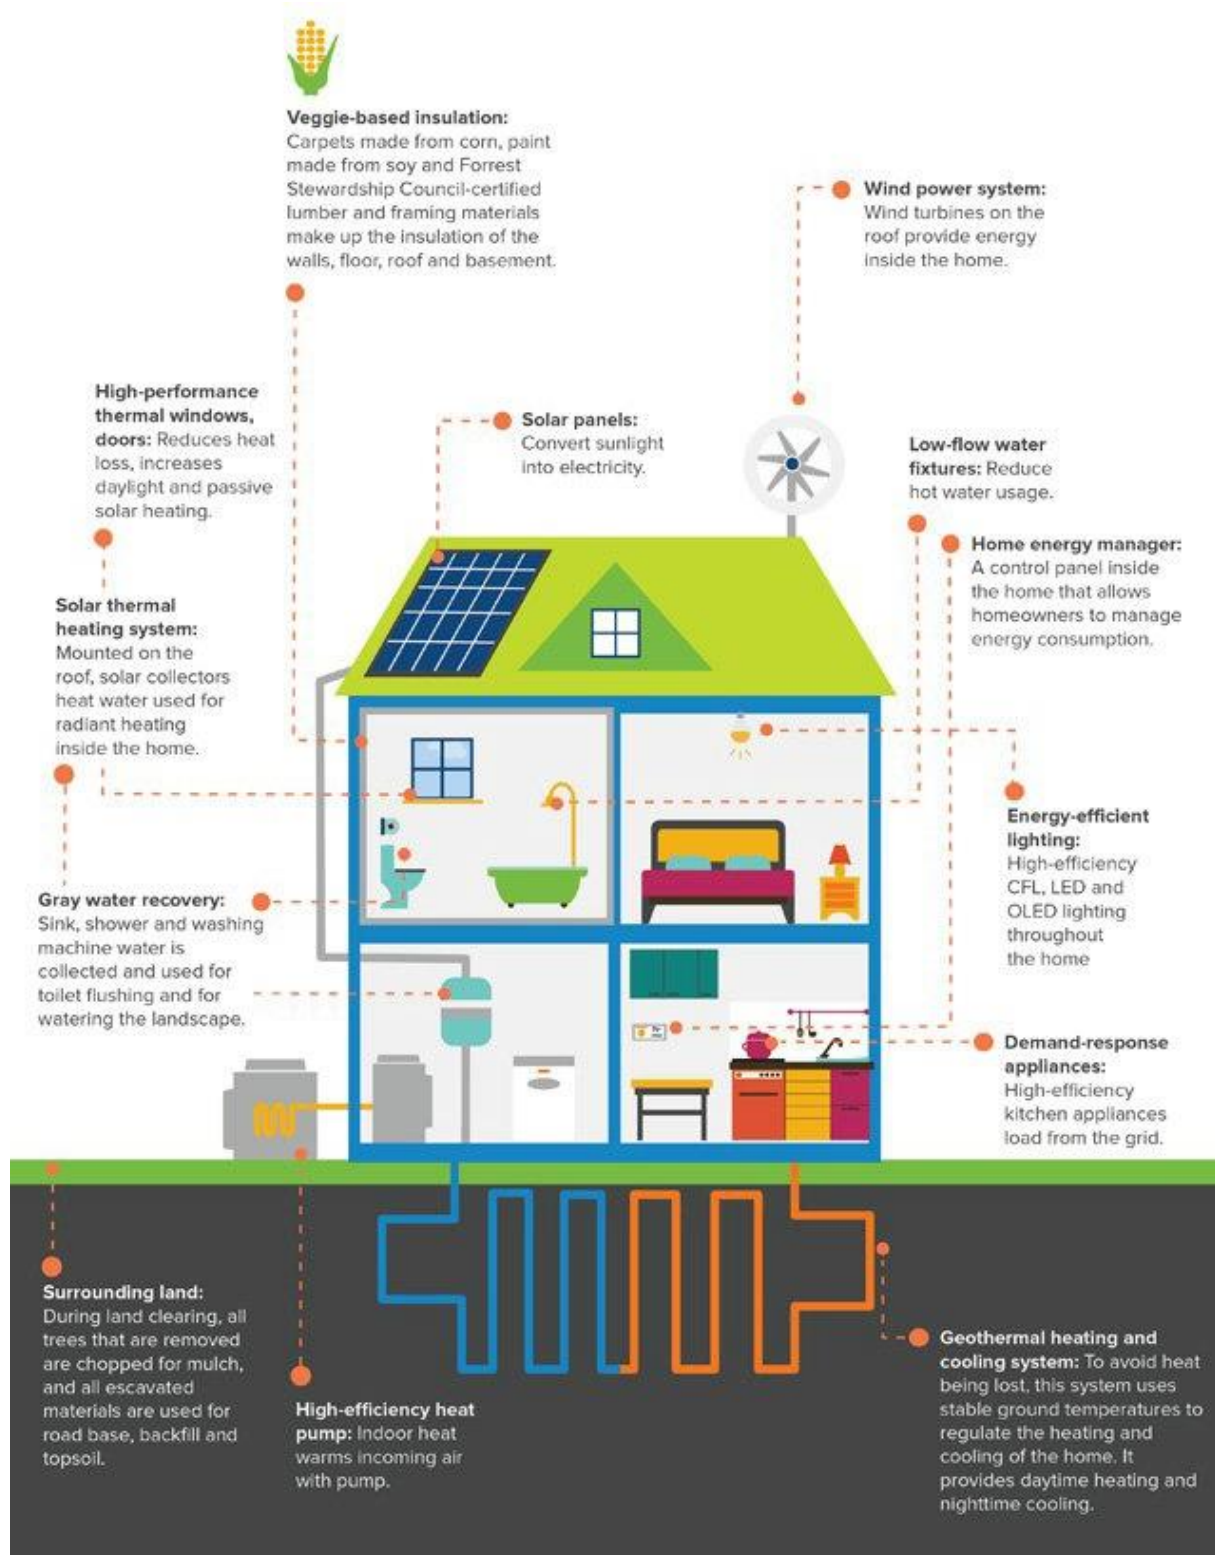 Veggie-based insulation:
Carpets made from corn, paint
made from soy and Forrest
Stewardship Council-certified
lumber and framing materials
make up the insulation of the
walls, floor, roof and basement.
Wind power system:
Wind turbines on the
roof provide energy
inside the home.
High-performance
thermal windows,
doors: Reduces heat
loss, increases
daylight and passive
solar heating.
Solar panels:
Convert sunlight
into electricity.
Low-flow water
fixtures: Reduce
hot water usage.
Home energy manager:
A control panel inside
the home that allows
homeowners to manage
energy consumption.
Solar thermal
heating system:
Mounted on the
roof, solar collectors
heat water used for
radiant heating
inside the home.
Energy-efficient
lighting:
High-efficiency
CFL, LED and
OLED lighting
throughout
the home
Gray water recovery:
Sink, shower and washing
machine water is
collected and used for
toilet flushing and for
watering the landscape.
Demand-response
appliances:
High-efficiency
kitchen appliances
load from the grid.
Surrounding land:
During land clearing, all
trees that are removed
are chopped for mulch,
and all escavated
materials are used for
road base, backfill and
topsoil.
High-efficiency heat
pump: Indoor heat
warms incoming air
with pump.
Geothermal heating and
cooling system: To avoid heat
being lost, this system uses
stable ground temperatures to
regulate the heating and
cooling of the home. It
provides daytime heating and
nighttime cooling.